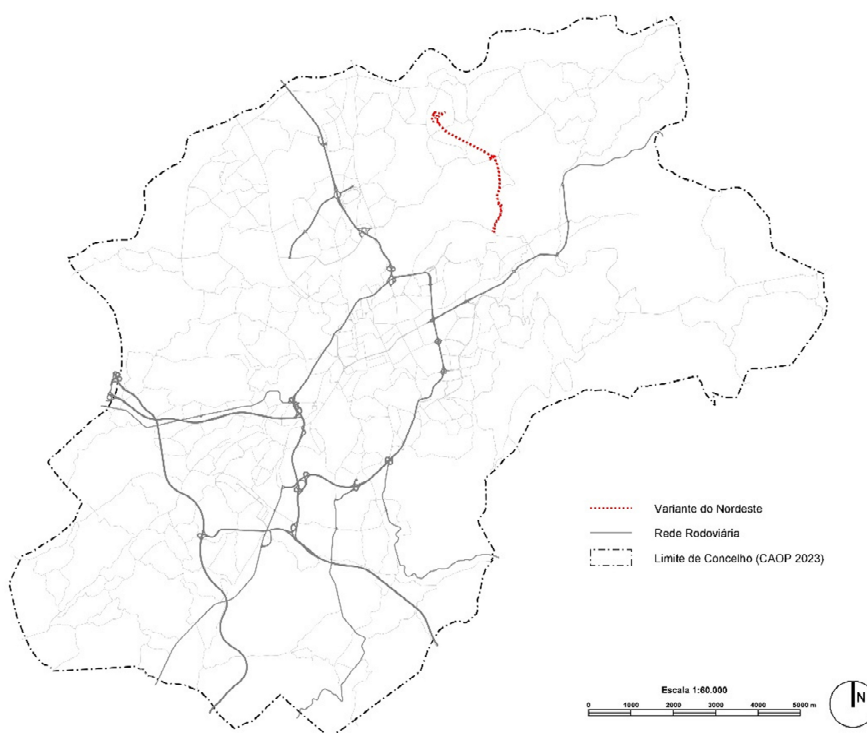 Variante do Nordeste
Rede Rodoviária
Limite de Concelho (CAOP 2023)
Escala 1:60.000
0 1000 2000 3000 4000 5000 m
N